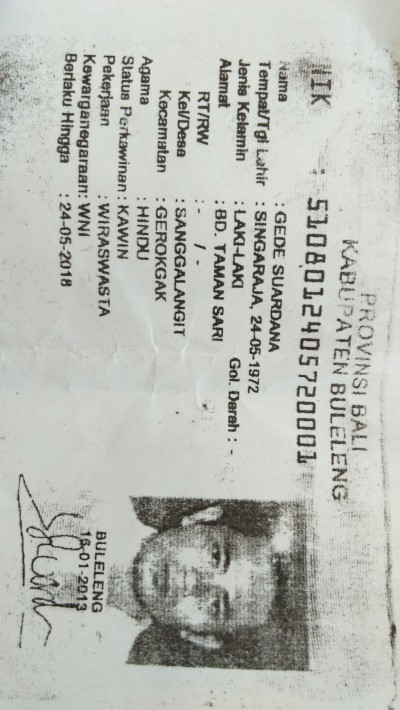 PROVINSI BALI
KABUPATEN BULELENG
NIK : 5108012405720001
Nama : GEDE SUARDANA
Tempat/Tgl Lahir : SINGARAJA, 24-05-1972
Jenis Kelamin : LAKI-LAKI Gol. Darah : -
Alamat : BD. TAMAN SARI
RT/RW : - / -
Kel/Desa : SANGGALANGIT
Kecamatan : GEROKGAK
Agama : HINDU
Status Perkawinan : KAWIN
Pekerjaan : WIRASWASTA
Kewarganegaraan: WNI
Berlaku Hingga : 24-05-2018
BULELENG
16-01-2013